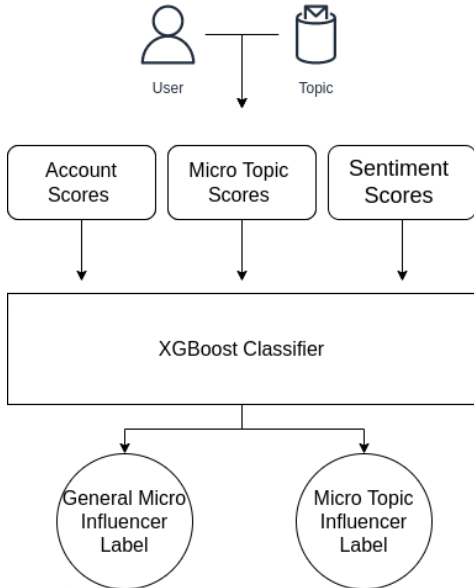 User
Topic
Account
Scores
Micro Topic
Scores
Sentiment
Scores
XGBoost Classifier
General Micro
Influencer
Label
Micro Topic
Influencer
Label